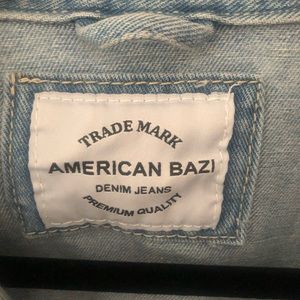 TRADE MARK
AMERICAN BAZI
DENIM JEANS
PREMIUM QUALITY